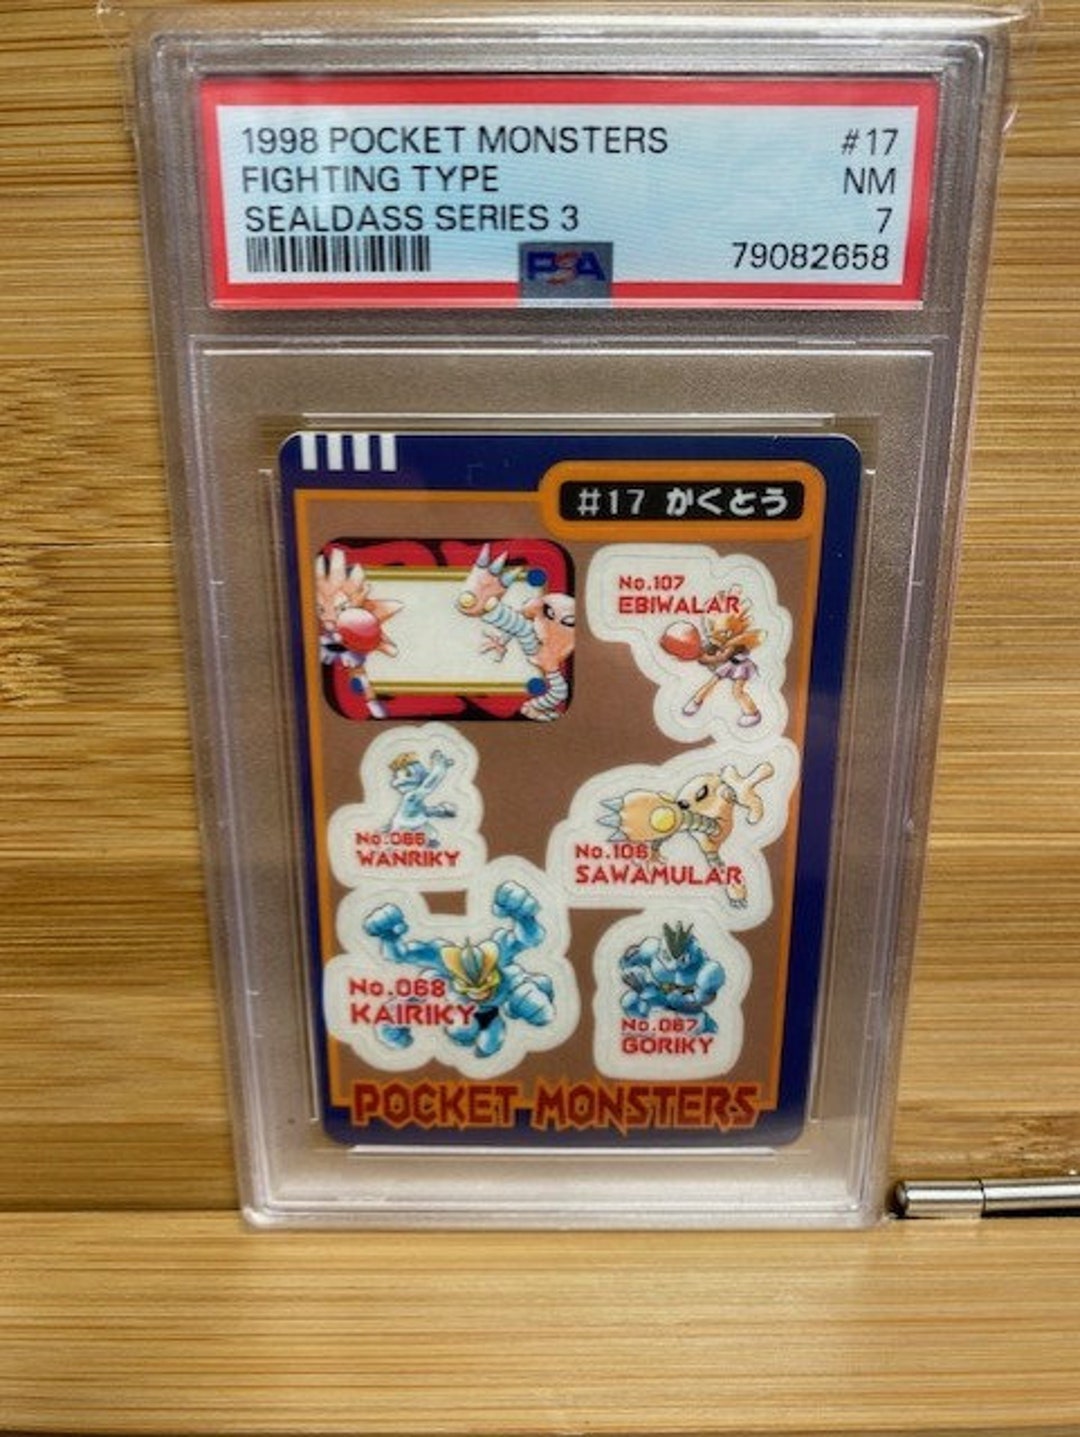 1998 POCKET MONSTERS #17
FIGHTING TYPE NM
SEALDASS SERIES 3 7
PSA 79082658
#17 かくとう
No.107
EBIWALAR
No.066
WANRIKY
No.106
SAWAMULAR
No.068
KAIRIKY
No.067
GORIKY
POCKET MONSTERS